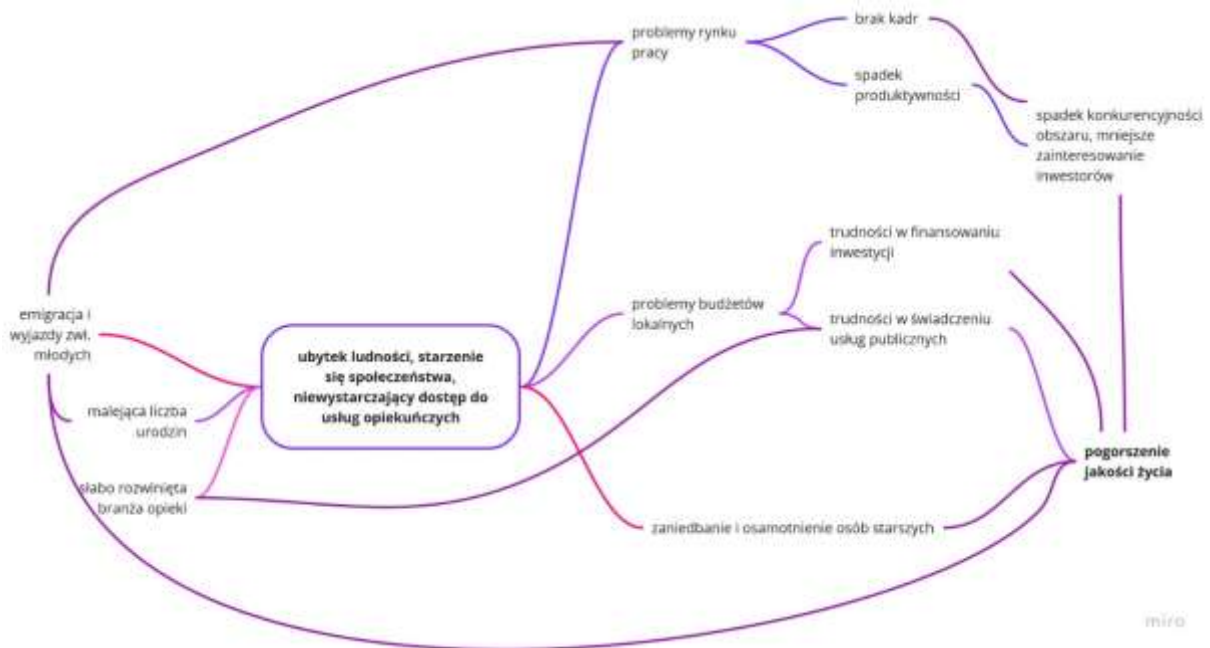 brak kadr
problemy rynku
pracy
spadek
produktywności
spadek konkurencyjności
obszaru, mniejsze
zainteresowanie
inwestorów
trudności w finansowaniu
inwestycji
problemy budżetów
lokalnych
trudności w świadczeniu
usług publicznych
emigracja i
wyjazdy zwł.
młodych
ubytek ludności, starzenie
się społeczeństwa,
niewystarczający dostęp do
usług opiekuńczych
malejąca liczba
urodzin
słabo rozwinięta
branża opieki
pogorszenie
jakości życia
zaniedbanie i osamotnienie osób starszych
miro